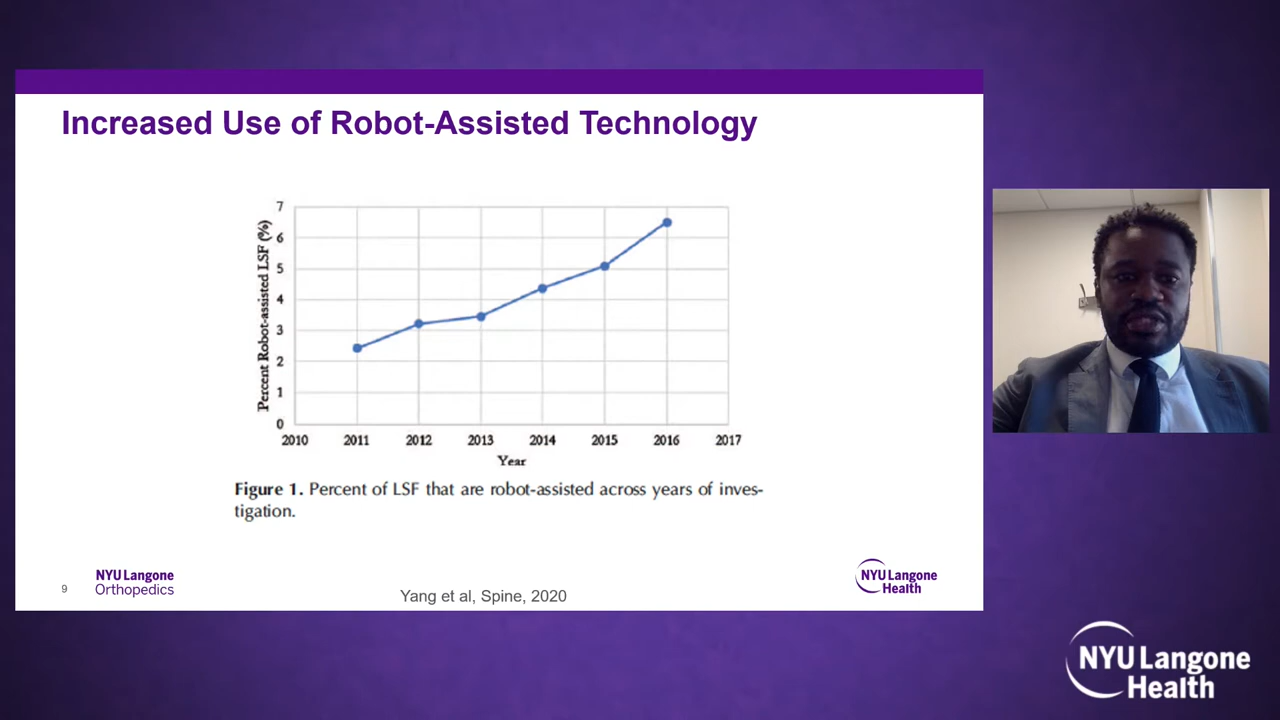 Increased Use of Robot-Assisted Technology
Percent Robot-assisted LSF (%)
7
6
5
4
3
2
1
0
2010 2011 2012 2013 2014 2015 2016 2017
Year
Figure 1. Percent of LSF that are robot-assisted across years of inves-
tigation.
9
NYU Langone
Orthopedics
Yang et al, Spine, 2020
NYU Langone
Health
NYU Langone
Health